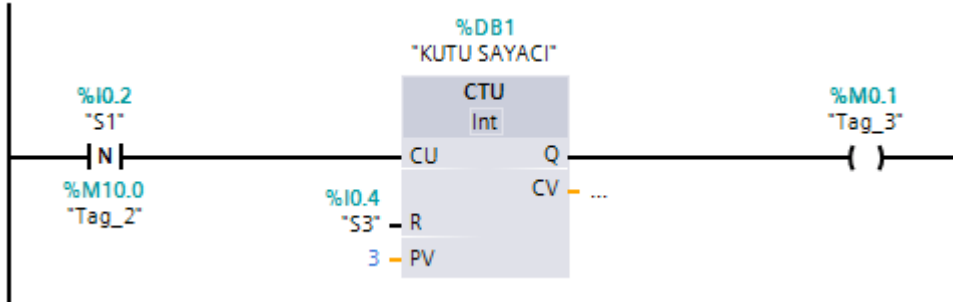 %DB1
"KUTU SAYACI"
%I0.2
"S1"
N
%M10.0
"Tag_2"
CTU
Int
CU
Q
CV
...
%I0.4
"S3"
R
3
PV
%M0.1
"Tag_3"